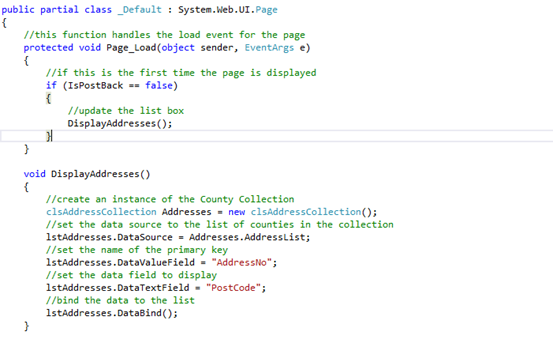 public partial class _Default : System.Web.UI.Page
{
    //this function handles the load event for the page
    protected void Page_Load(object sender, EventArgs e)
    {
        //if this is the first time the page is displayed
        if (IsPostBack == false)
        {
            //update the list box
            DisplayAddresses();
        }
    }

    void DisplayAddresses()
    {
        //create an instance of the County Collection
        clsAddressCollection Addresses = new clsAddressCollection();
        //set the data source to the list of counties in the collection
        lstAddresses.DataSource = Addresses.AddressList;
        //set the name of the primary key
        lstAddresses.DataValueField = "AddressNo";
        //set the data field to display
        lstAddresses.DataTextField = "PostCode";
        //bind the data to the list
        lstAddresses.DataBind();
    }